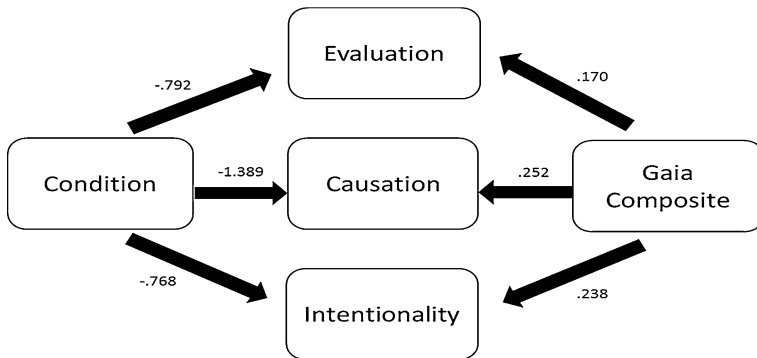 Evaluation
-.792
.170
Condition
-1.389
Causation
.252
Gaia
Composite
-.768
Intentionality
.238